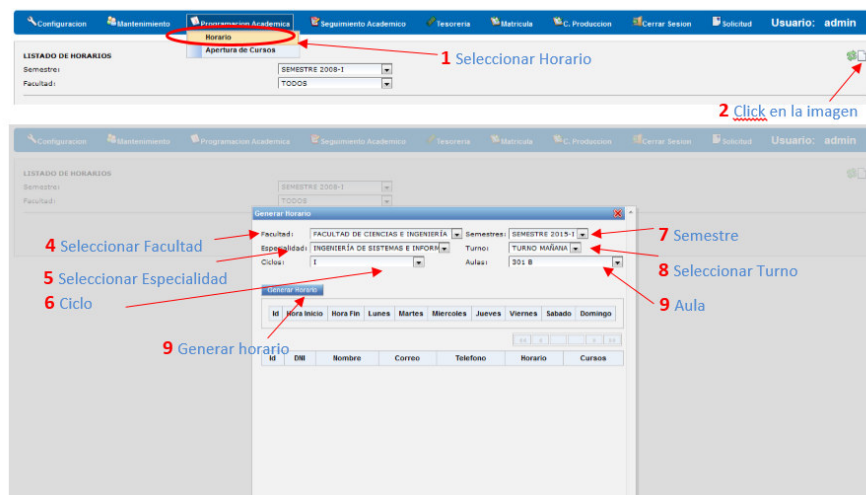 Configuracion Mantenimiento Programacion Academica Seguimiento Academico Tesoreria Matricula C. Produccion Cerrar Sesion Solicitud Usuario: admin
Horario
Apertura de Cursos
LISTADO DE HORARIOS
Semestre: SEMESTRE 2008-I
Facultad: TODOS
1 Seleccionar Horario
2 Click en la imagen
Configuracion Mantenimiento Programacion Academica Seguimiento Academico Tesoreria Matricula C. Produccion Cerrar Sesion Solicitud Usuario: admin
LISTADO DE HORARIOS
Semestre: SEMESTRE 2008-I
Facultad: TODOS
Generar Horario
Facultad: FACULTAD DE CIENCIAS E INGENIERÍA Semestres: SEMESTRE 2015-I
Especialidad: INGENIERÍA DE SISTEMAS E INFORM Turno: TURNO MAÑANA
Ciclos: I Aulas: 301 B
4 Seleccionar Facultad
5 Seleccionar Especialidad
6 Ciclo
7 Semestre
8 Seleccionar Turno
9 Aula
Generar Horario
Id Hora Inicio Hora Fin Lunes Martes Miercoles Jueves Viernes Sabado Domingo
9 Generar horario
Id DNI Nombre Correo Telefono Horario Cursos